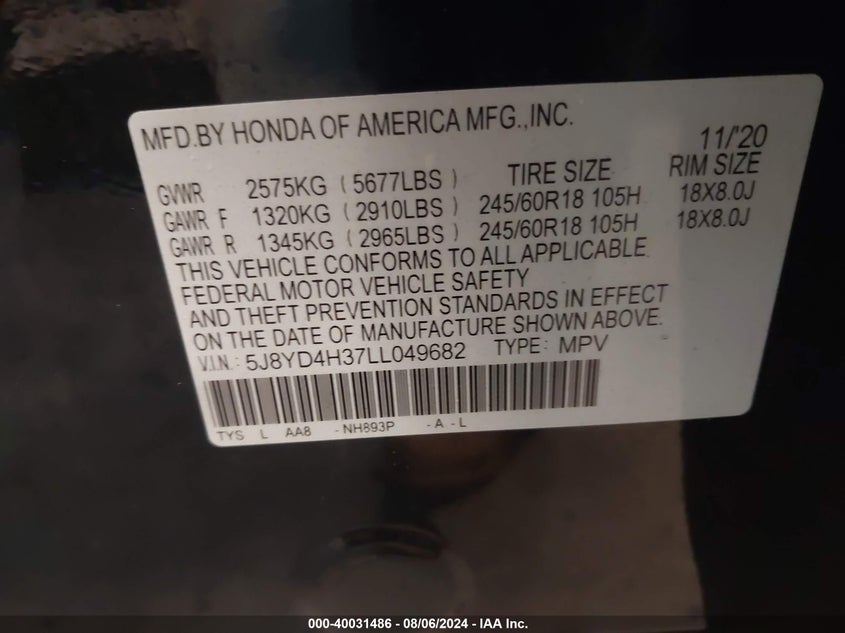 MFD.BY HONDA OF AMERICA MFG.,INC.
11/'20
GVWR 2575KG (5677LBS) TIRE SIZE RIM SIZE
GAWR F 1320KG (2910LBS) 245/60R18 105H 18X8.0J
GAWR R 1345KG (2965LBS) 245/60R18 105H 18X8.0J
THIS VEHICLE CONFORMS TO ALL APPLICABLE
FEDERAL MOTOR VEHICLE SAFETY
AND THEFT PREVENTION STANDARDS IN EFFECT
ON THE DATE OF MANUFACTURE SHOWN ABOVE.
V.I.N.: 5J8YD4H37LL049682 TYPE: MPV
TYS L AA8 -NH893P -A -L
000-40031486 - 08/06/2024 - IAA Inc.